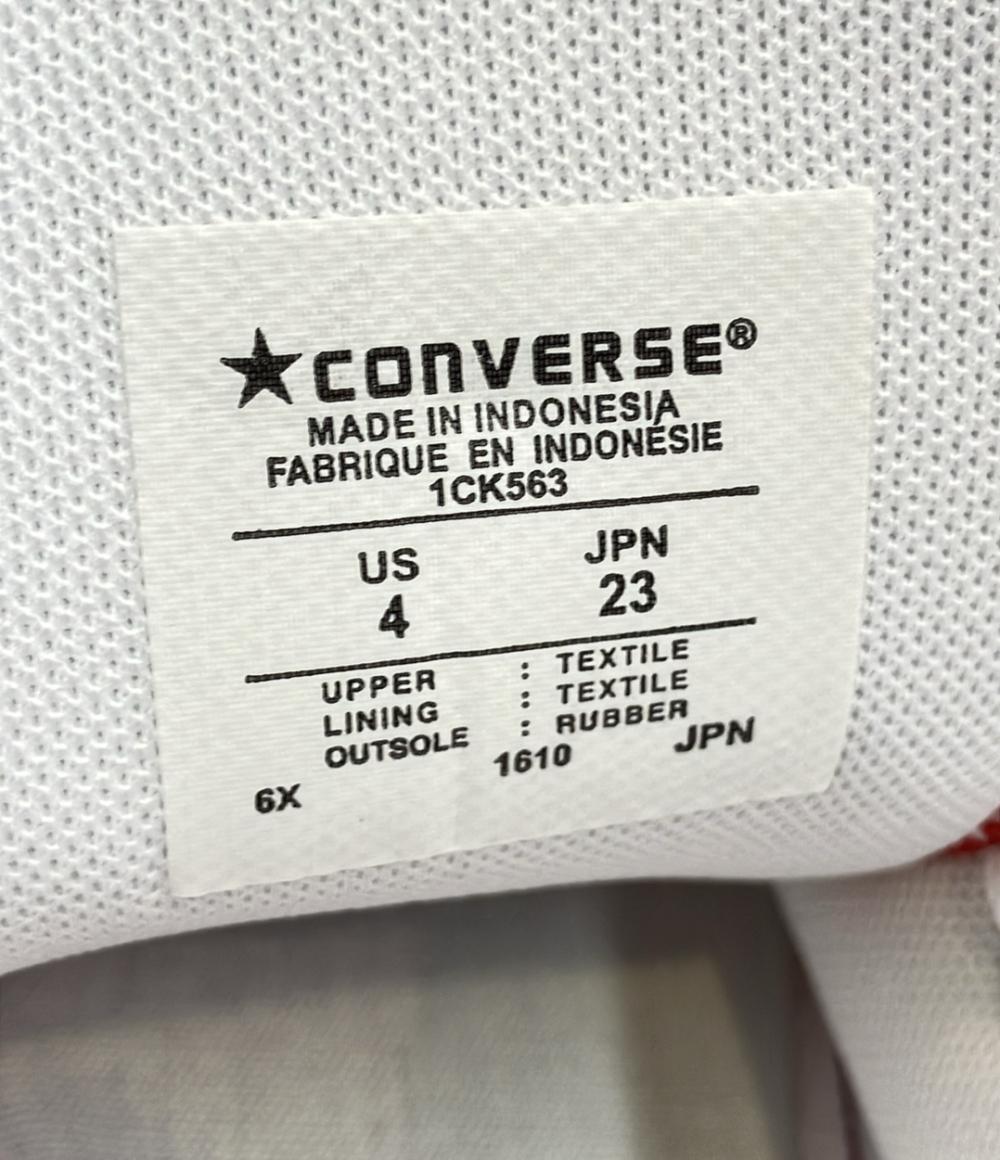 ★CONVERSE®
MADE IN INDONESIA
FABRIQUE EN INDONÉSIE
1CK563
US JPN
4 23
UPPER : TEXTILE
LINING : TEXTILE
OUTSOLE : RUBBER
6X 1610 JPN